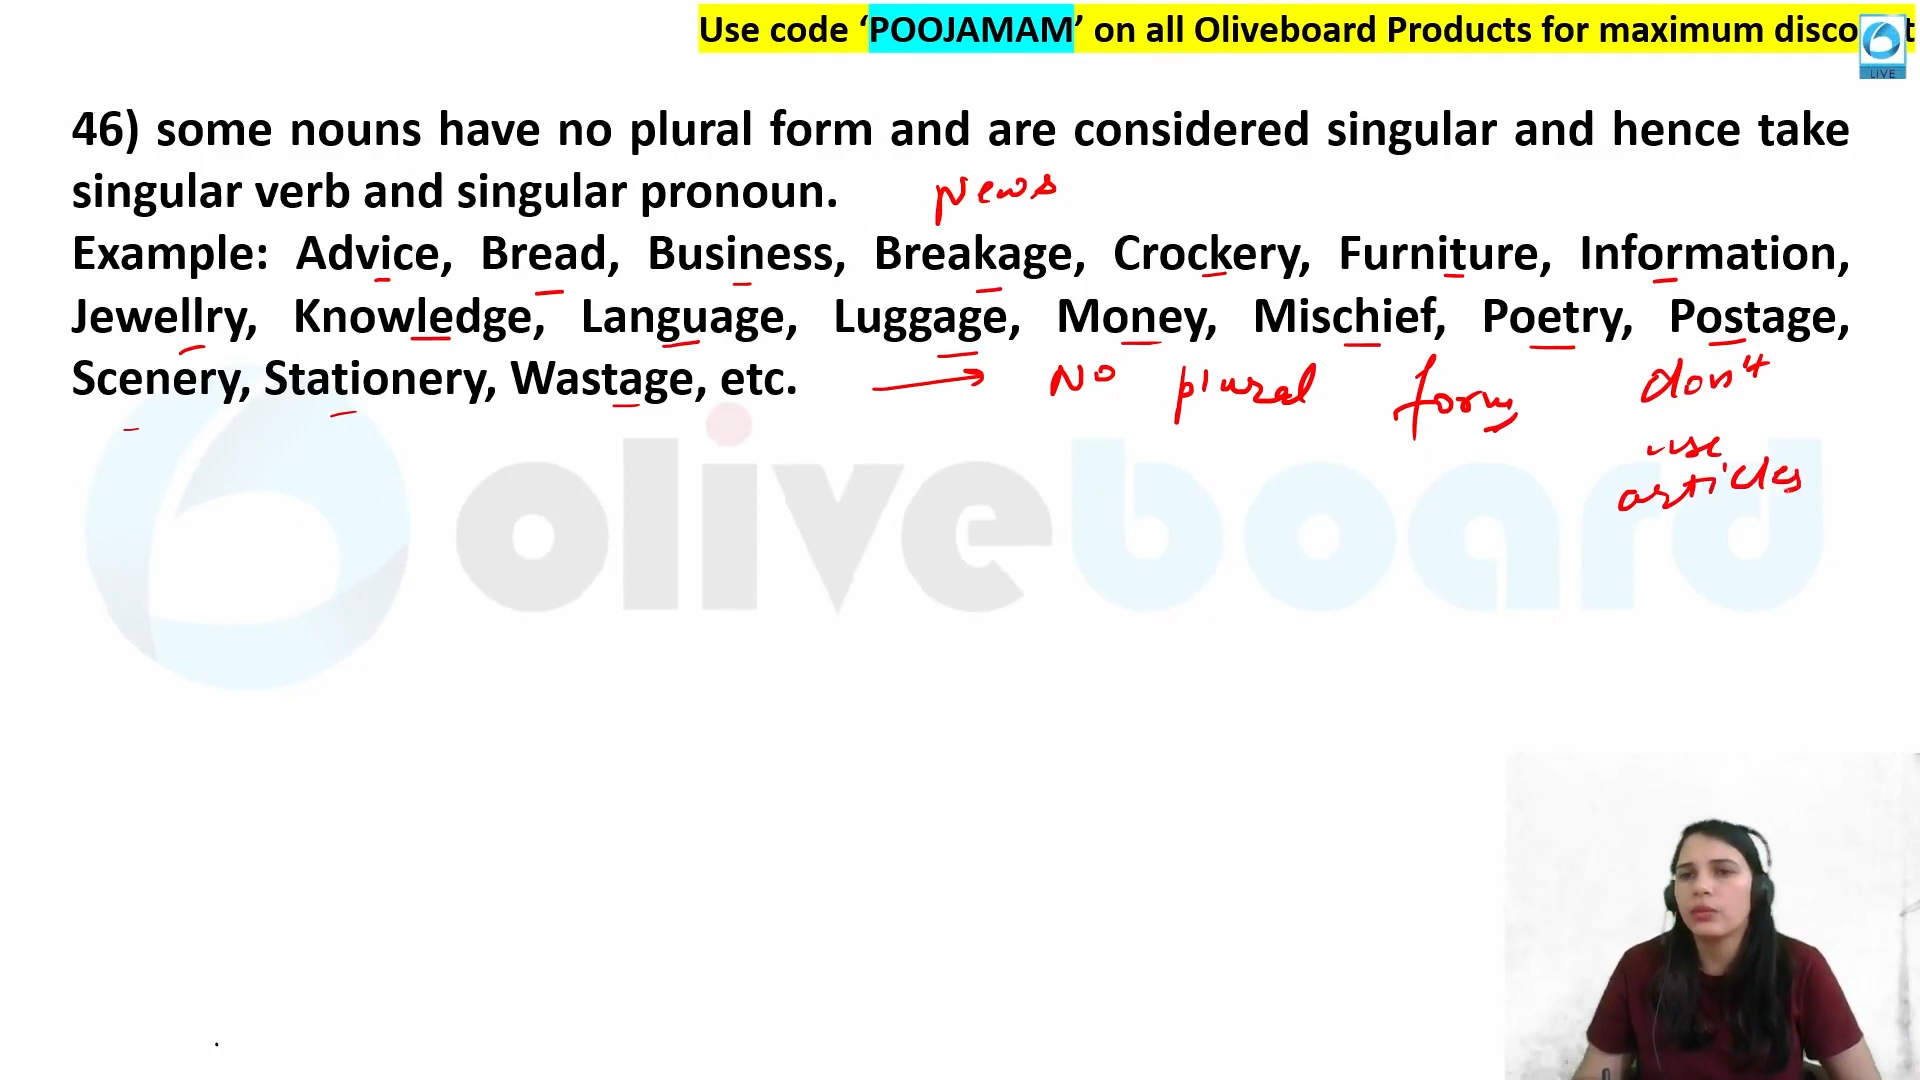 Use code ‘POOJAMAM’ on all Oliveboard Products for maximum disco t
LIVE
46) some nouns have no plural form and are considered singular and hence take
singular verb and singular pronoun. News
Example: Advice, Bread, Business, Breakage, Crockery, Furniture, Information,
Jewellry, Knowledge, Language, Luggage, Money, Mischief, Poetry, Postage,
Scenery, Stationery, Wastage, etc. → No plural form don't
use
articles
oliveboard